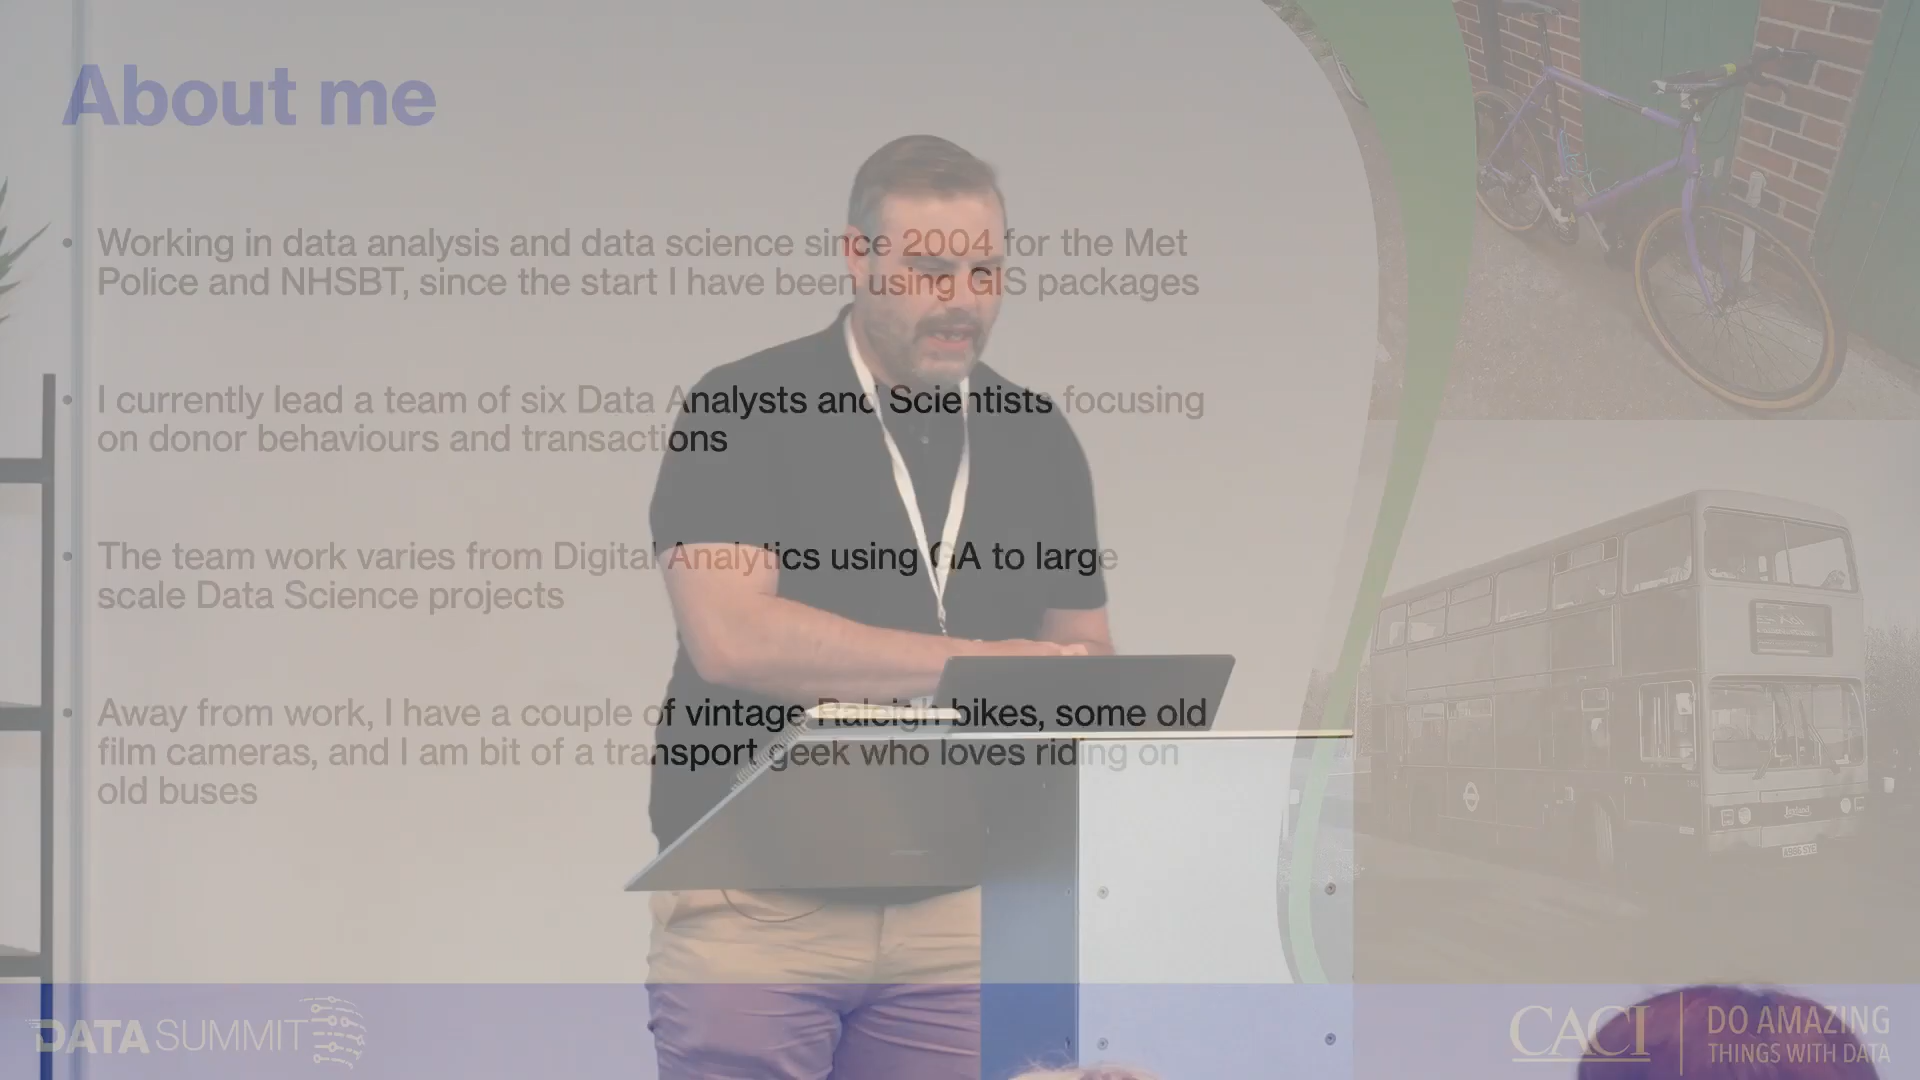 About me
• Working in data analysis and data science since 2004 for the Met
Police and NHSBT, since the start I have been using GIS packages
• I currently lead a team of six Data Analysts and Scientists focusing
on donor behaviours and transactions
• The team work varies from Digital Analytics using GA to large
scale Data Science projects
• Away from work, I have a couple of vintage Raleigh bikes, some old
film cameras, and I am bit of a transport geek who loves riding on
old buses
DATA SUMMIT
CACI
DO AMAZING
THINGS WITH DATA